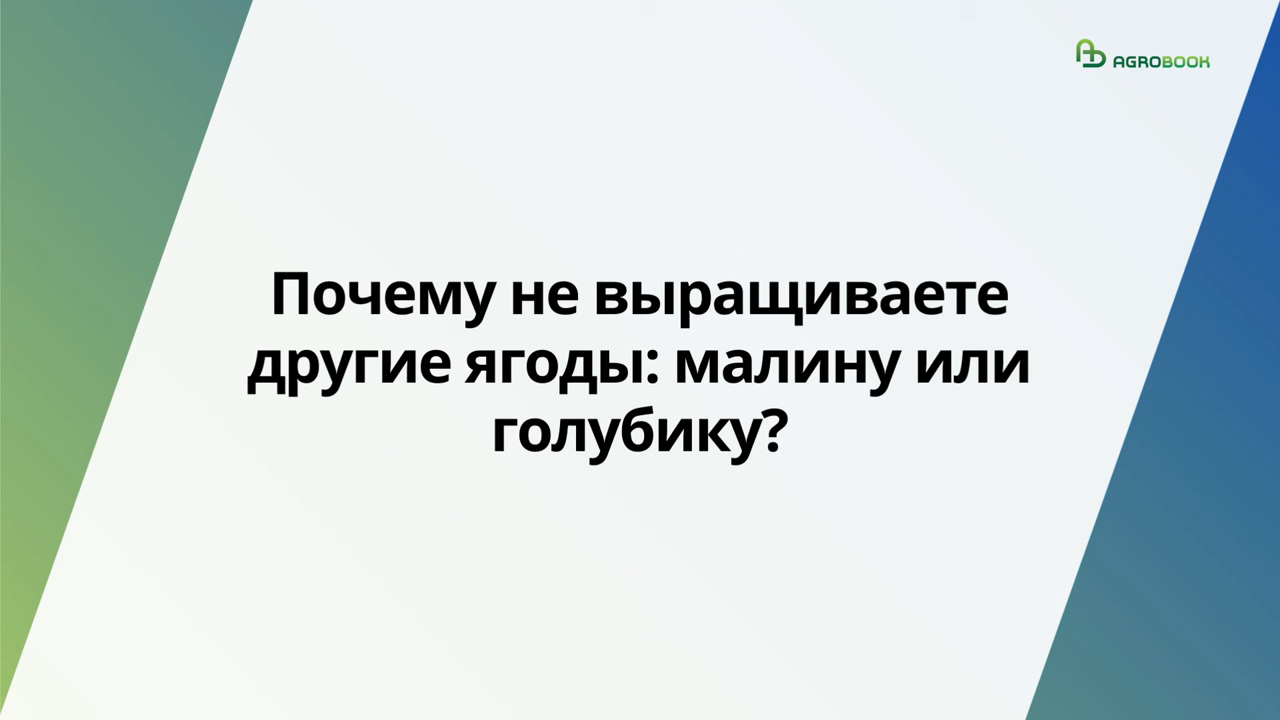 AGROBOOK
Почему не выращиваете
другие ягоды: малину или
голубику?